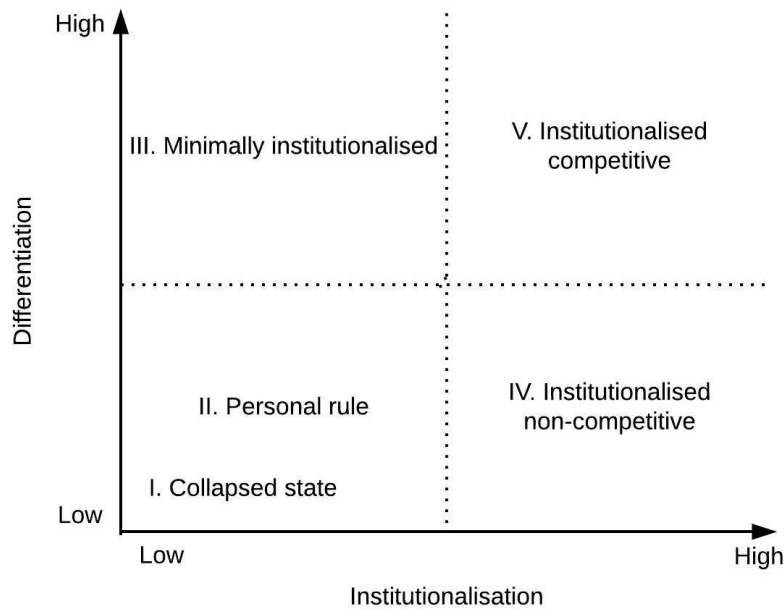 High
III. Minimally institutionalised
V. Institutionalised
competitive
Differentiation
II. Personal rule
IV. Institutionalised
non-competitive
I. Collapsed state
Low
Low
High
Institutionalisation